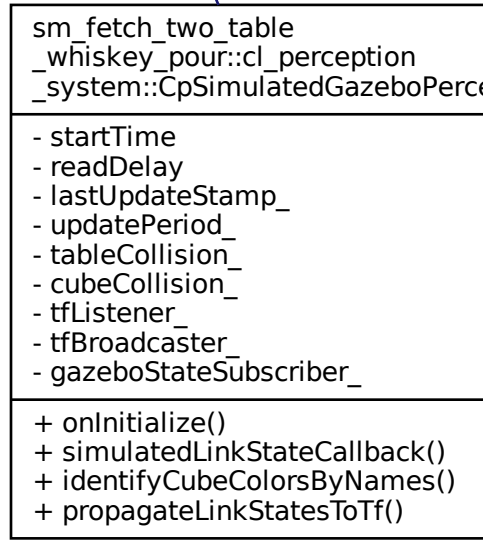 sm_fetch_two_table
_whiskey_pour::cl_perception
_system::CpSimulatedGazeboPerce
- startTime
- readDelay
- lastUpdateStamp_
- updatePeriod_
- tableCollision_
- cubeCollision_
- tfListener_
- tfBroadcaster_
- gazeboStateSubscriber_
+ onInitialize()
+ simulatedLinkStateCallback()
+ identifyCubeColorsByNames()
+ propagateLinkStatesToTf()